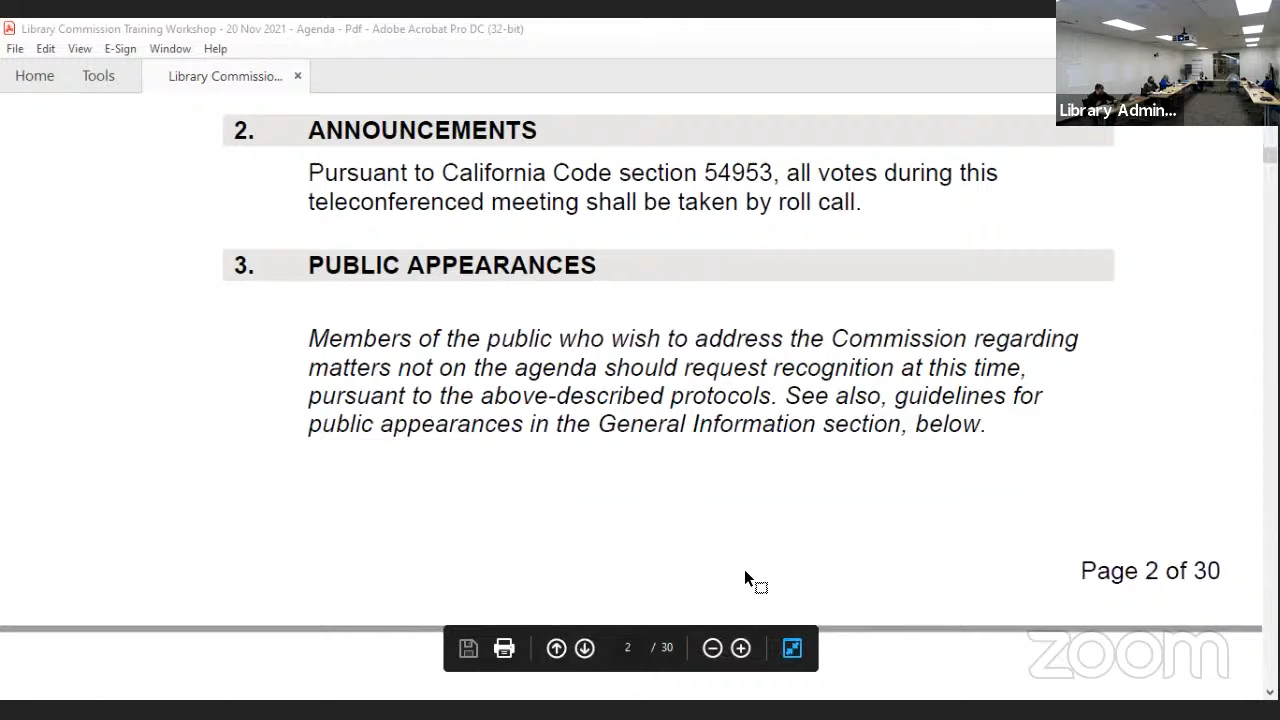 Library Commission Training Workshop - 20 Nov 2021 - Agenda - Pdf - Adobe Acrobat Pro DC (32-bit)
File Edit View E-Sign Window Help
Home Tools Library Commissio... ×
Library Admin...
2. ANNOUNCEMENTS
Pursuant to California Code section 54953, all votes during this
teleconferenced meeting shall be taken by roll call.
3. PUBLIC APPEARANCES
Members of the public who wish to address the Commission regarding
matters not on the agenda should request recognition at this time,
pursuant to the above-described protocols. See also, guidelines for
public appearances in the General Information section, below.
Page 2 of 30
2 / 30
zoom